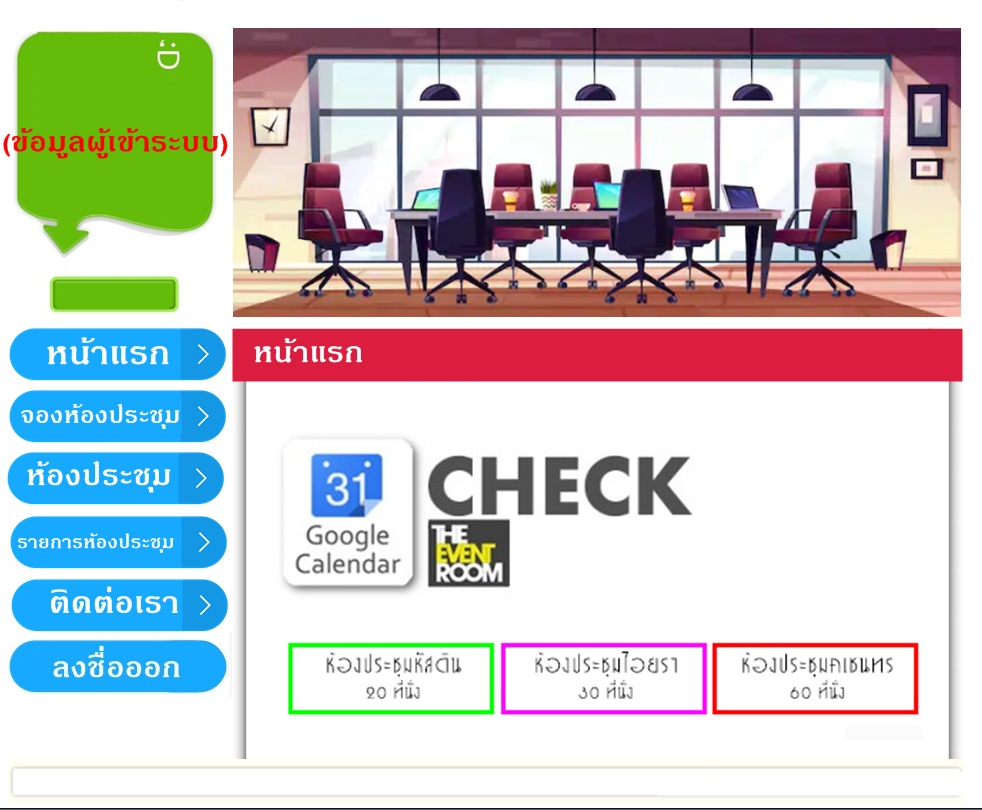 :D
(ข้อมูลผู้เข้าระบบ)
หน้าแรก
จองห้องประชุม
ห้องประชุม
รายการห้องประชุม
ติดต่อเรา
ลงชื่อออก
หน้าแรก
31
Google
Calendar
CHECK
THE
EVENT
ROOM
ห้องประชุมหัสดิน
20 ที่นั่ง
ห้องประชุมไอยรา
30 ที่นั่ง
ห้องประชุมคเชนทร
60 ที่นั่ง